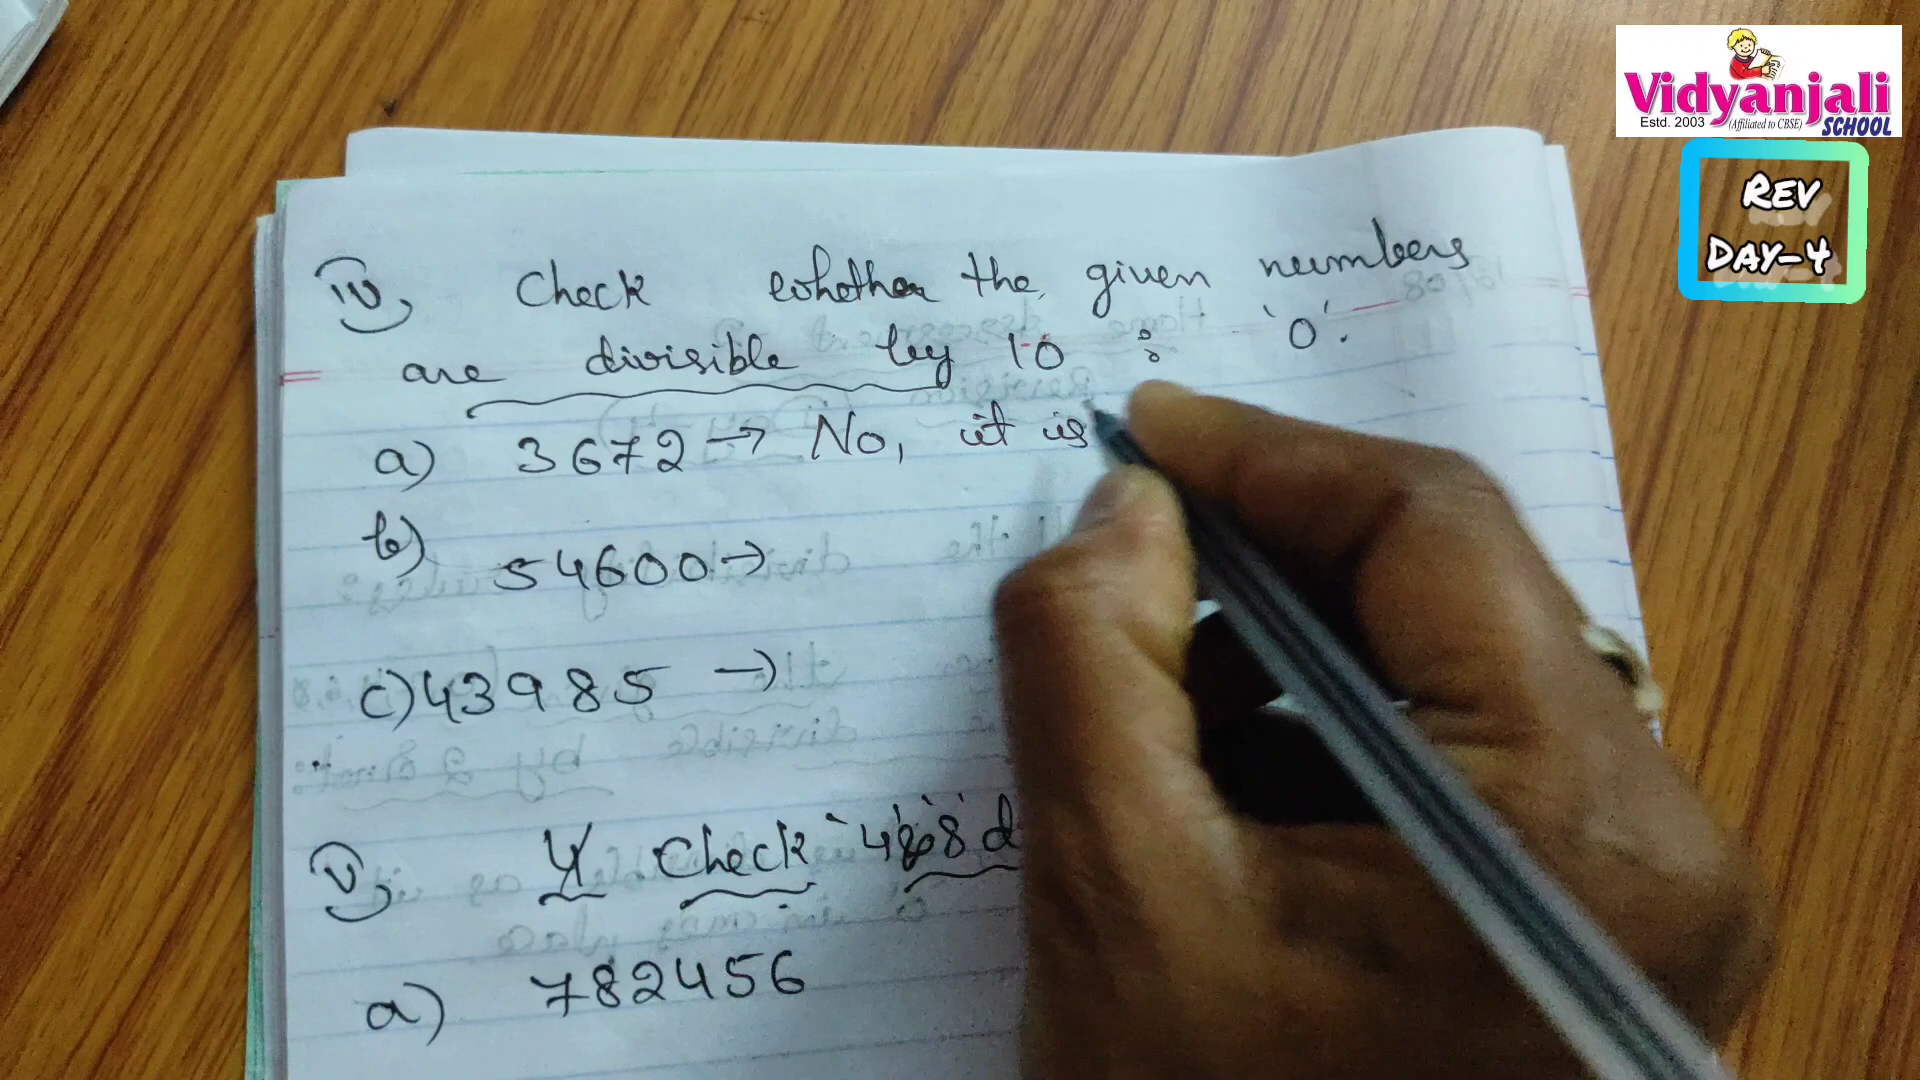 Vidyanjali
Estd. 2003 (Affiliated to CBSE) SCHOOL
REV
DAY-4
iv) Check whether the given numbers
are divisible by 10 : '0'.
a) 3672 → No, it is
b) 54600 →
c) 43985 →
v) Check
a) 782456